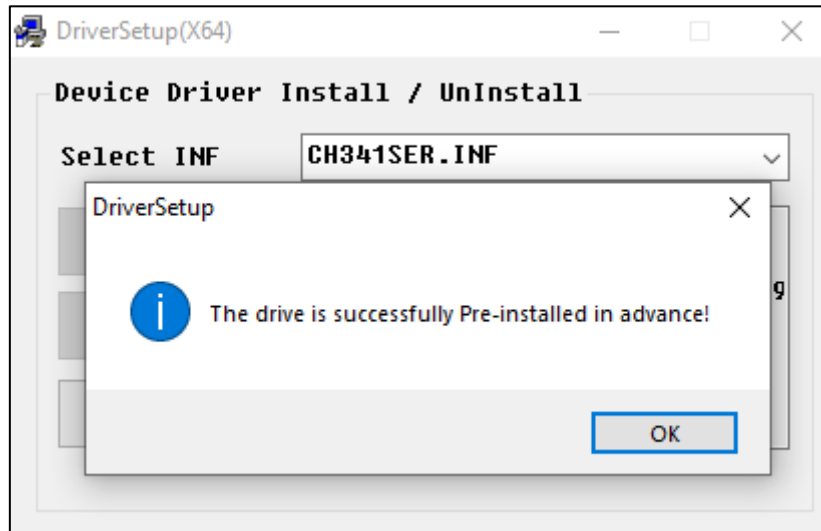 DriverSetup(X64)
Device Driver Install / UnInstall
Select INF
CH341SER.INF
DriverSetup
The drive is successfully Pre-installed in advance!
g
OK